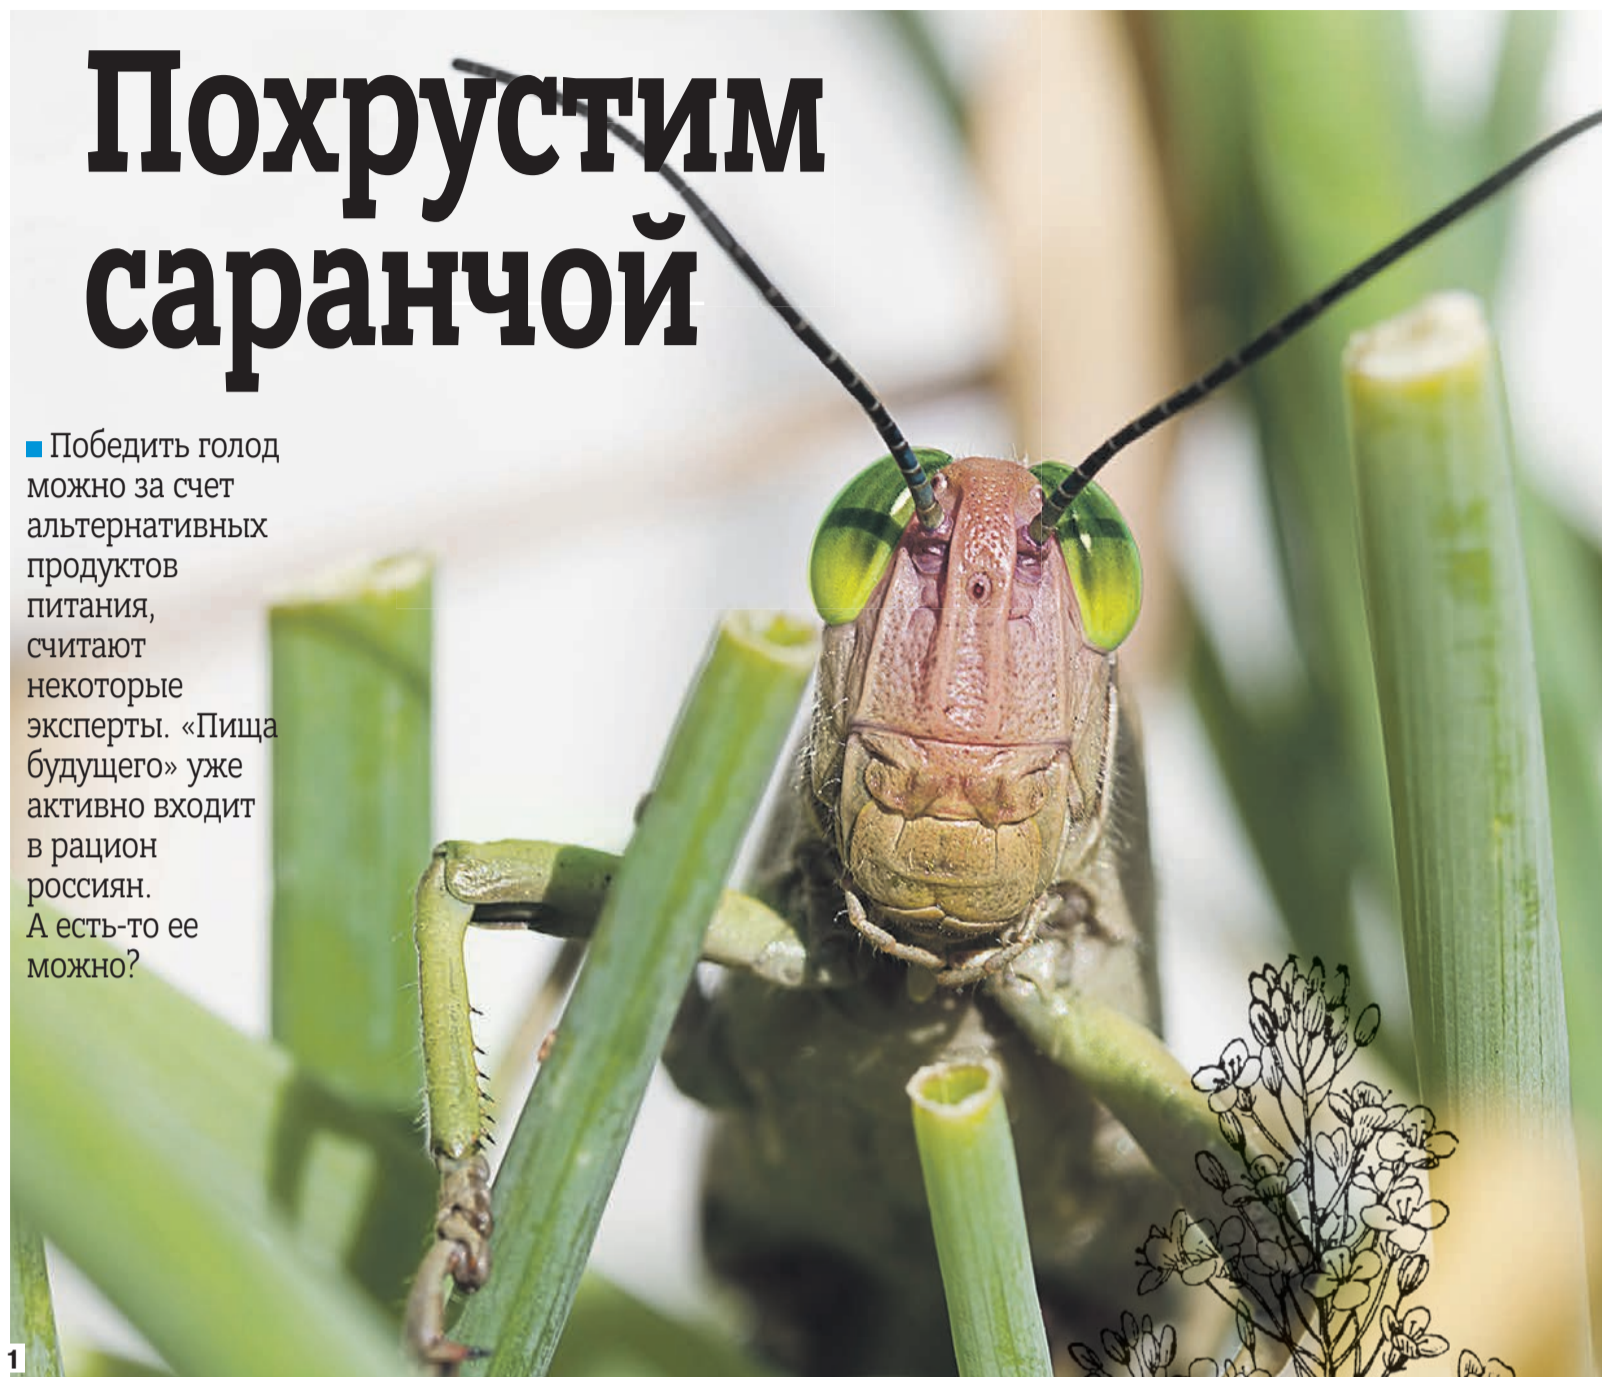 Похрустим
саранчой
Победить голод
можно за счет
альтернативных
продуктов
питания,
считают
некоторые
эксперты. «Пища
будущего» уже
активно входит
в рацион
россиян.
А есть-то ее
можно?
1